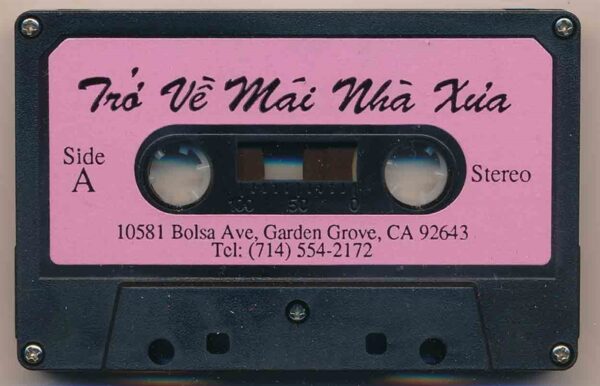 Trở Về Mái Nhà Xưa
Side
A
Stereo
100 50 0
10581 Bolsa Ave, Garden Grove, CA 92643
Tel: (714) 554-2172